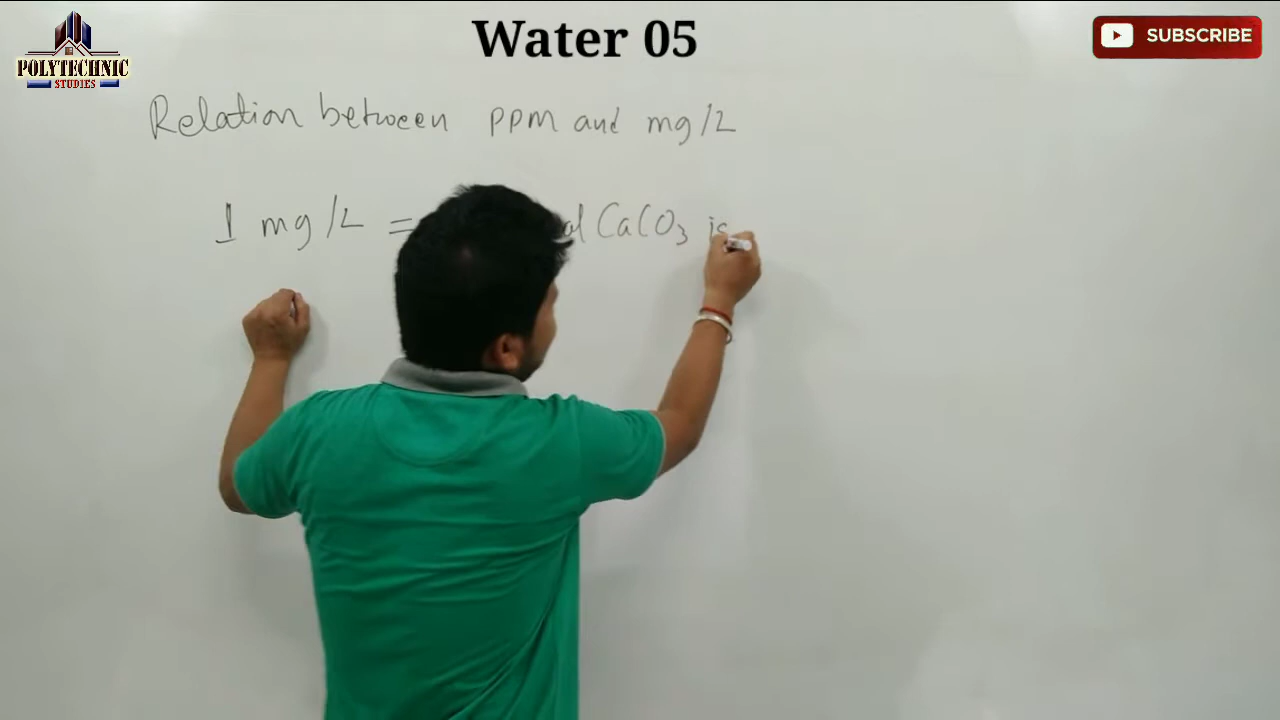 Water 05
POLYTECHNIC
STUDIES
SUBSCRIBE
Relation between ppm and mg/L
1 mg/L = CaCO3 is